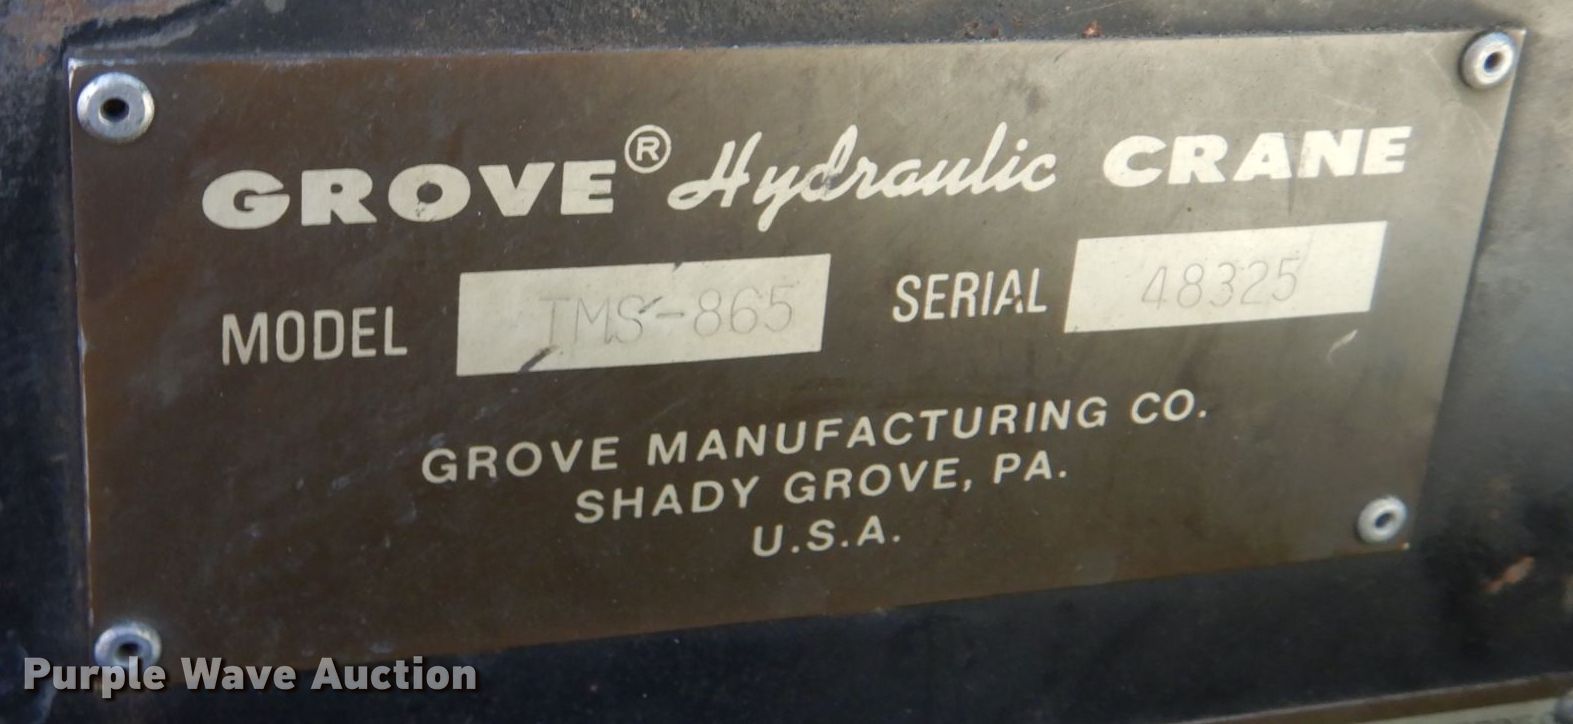 GROVE® Hydraulic CRANE
MODEL TMS-865 SERIAL 48325
GROVE MANUFACTURING CO.
SHADY GROVE, PA.
U.S.A.
Purple Wave Auction